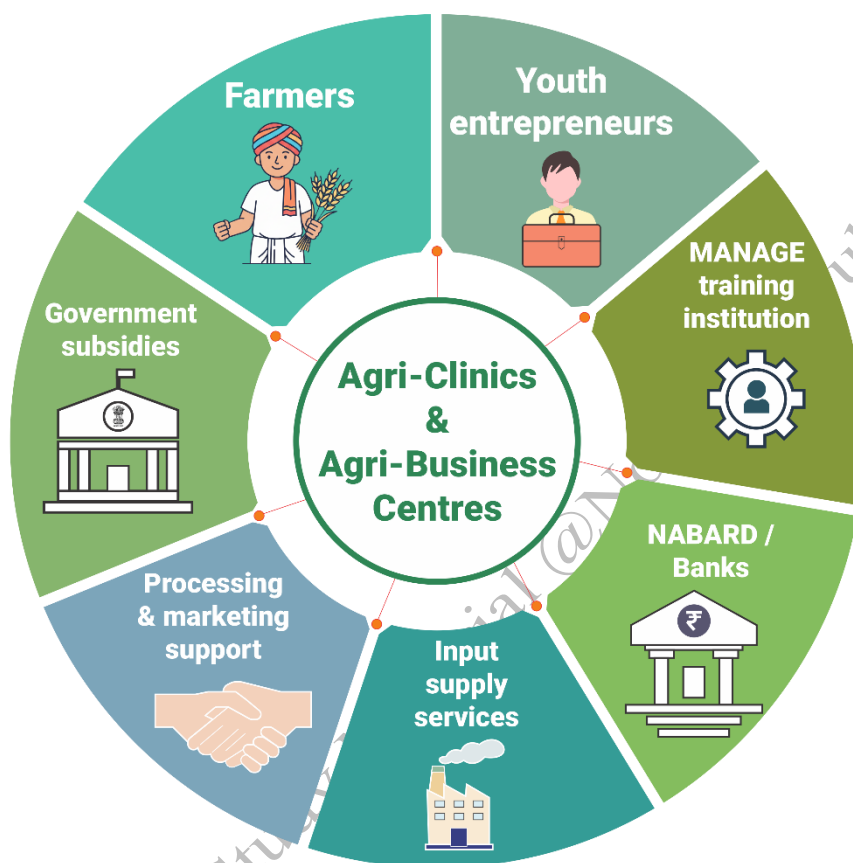 Farmers
Youth
entrepreneurs
MANAGE
training
institution
NABARD /
Banks
₹
Input
supply
services
Processing
& marketing
support
Government
subsidies
Agri-Clinics
&
Agri-Business
Centres